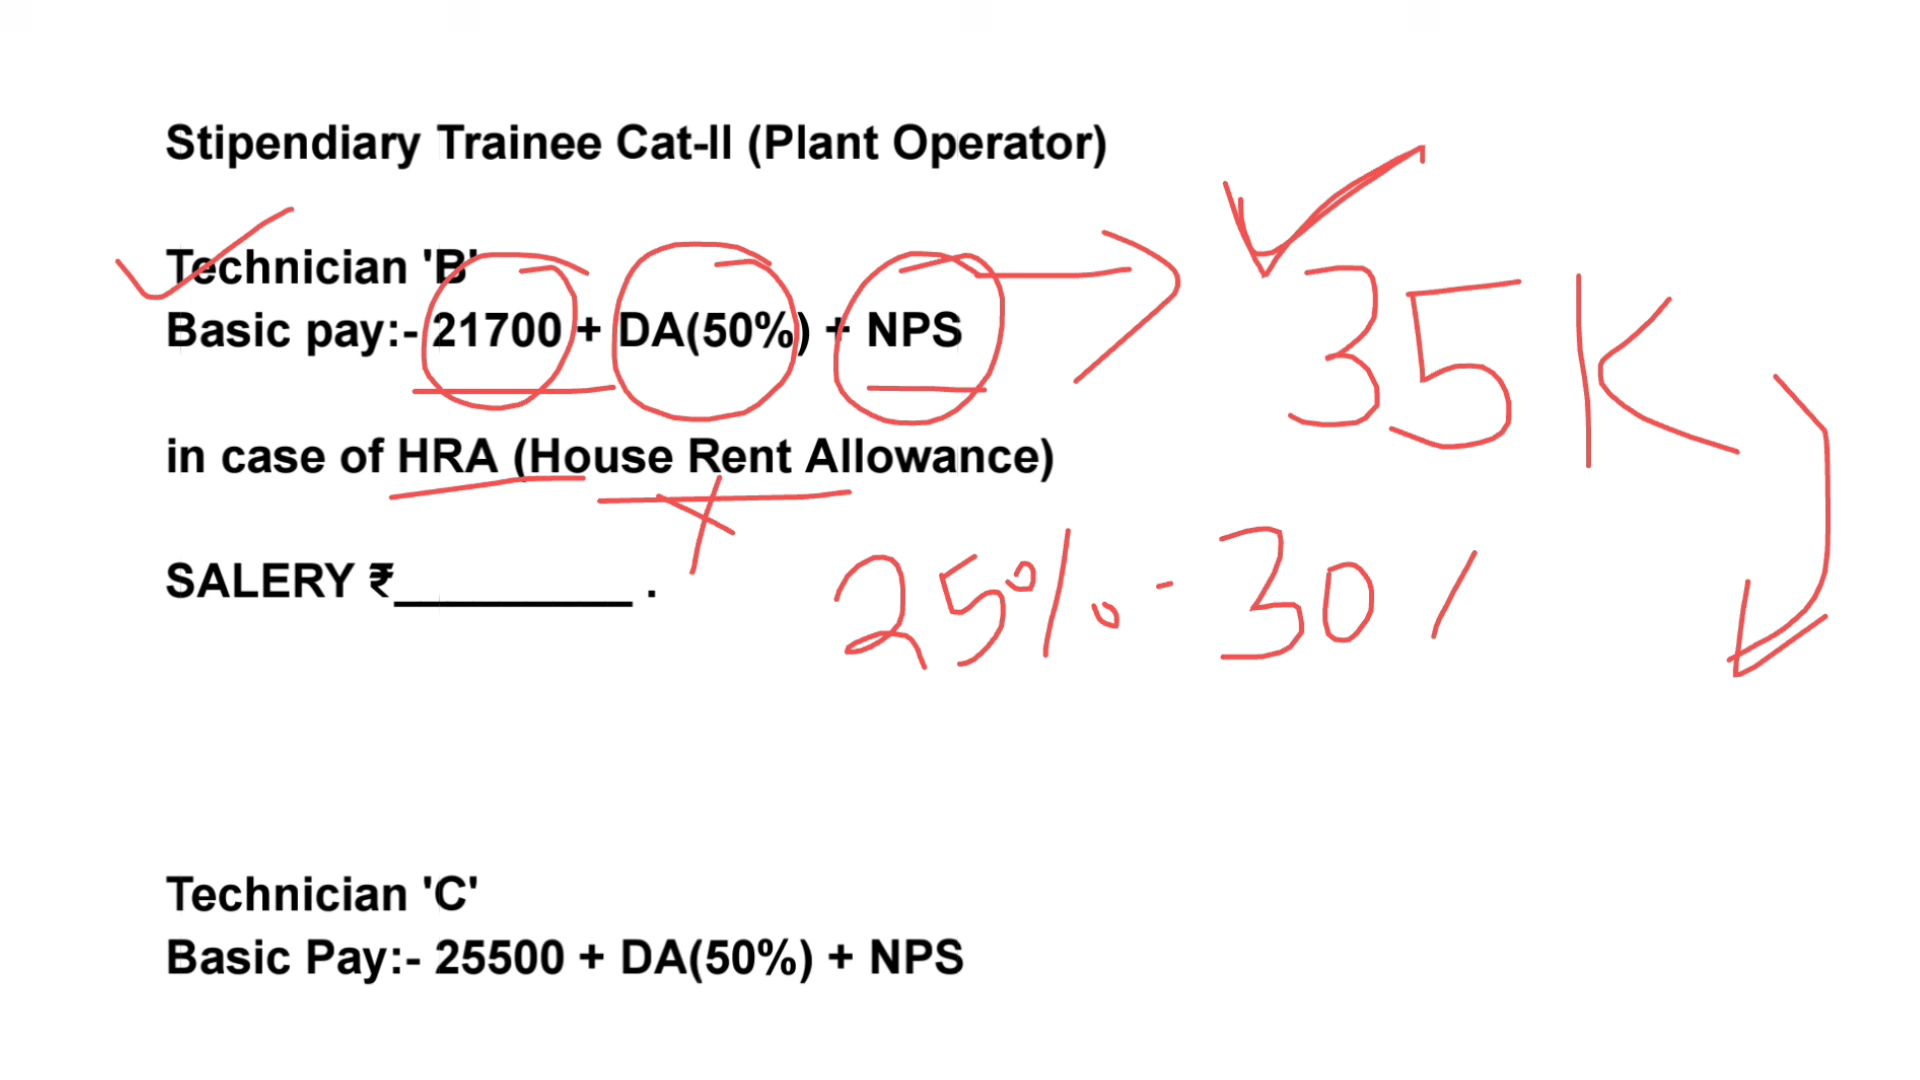 Stipendiary Trainee Cat-II (Plant Operator)
Technician 'B'
Basic pay:- 21700 + DA(50%) + NPS
35K
in case of HRA (House Rent Allowance)
SALERY ₹_________ .
25% - 30 /
Technician 'C'
Basic Pay:- 25500 + DA(50%) + NPS